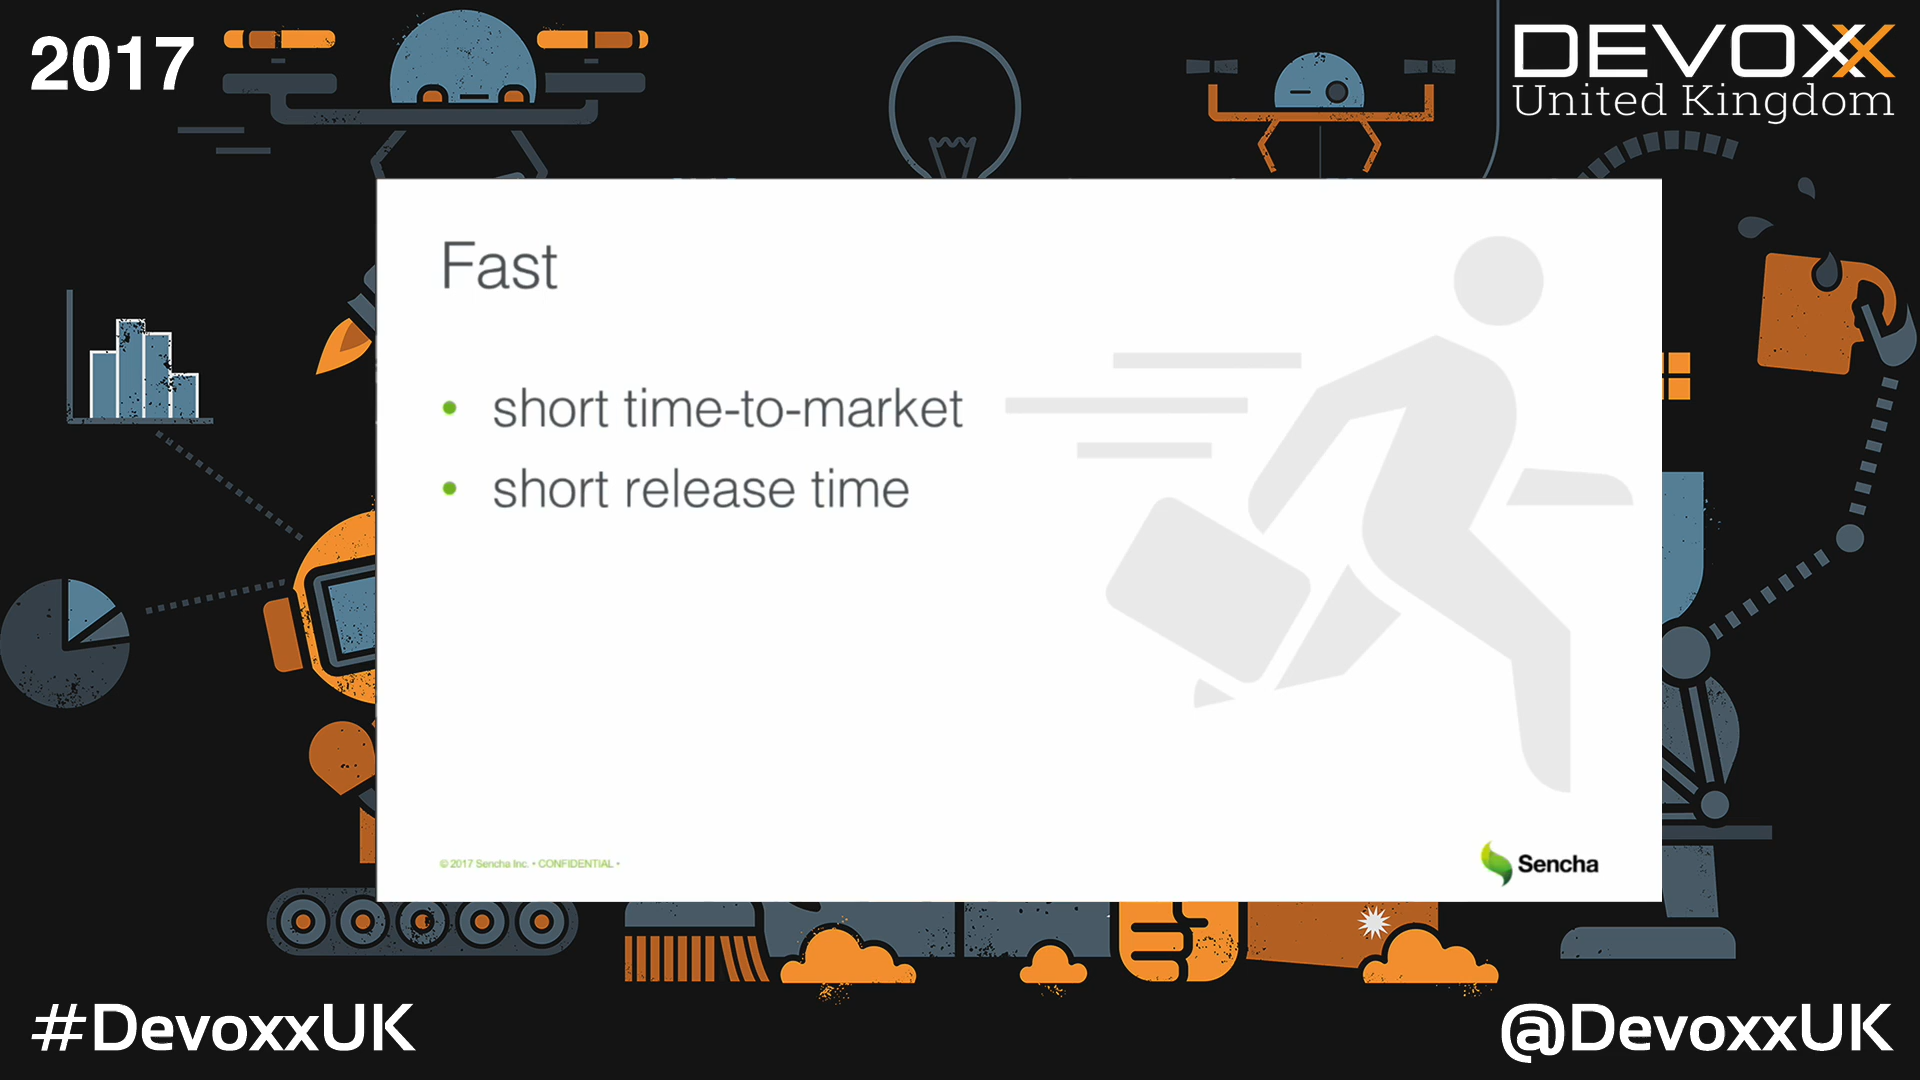 2017
DEVOXX
United Kingdom
Fast
• short time-to-market
• short release time
© 2017 Sencha Inc. • CONFIDENTIAL •
Sencha
#DevoxxUK
@DevoxxUK